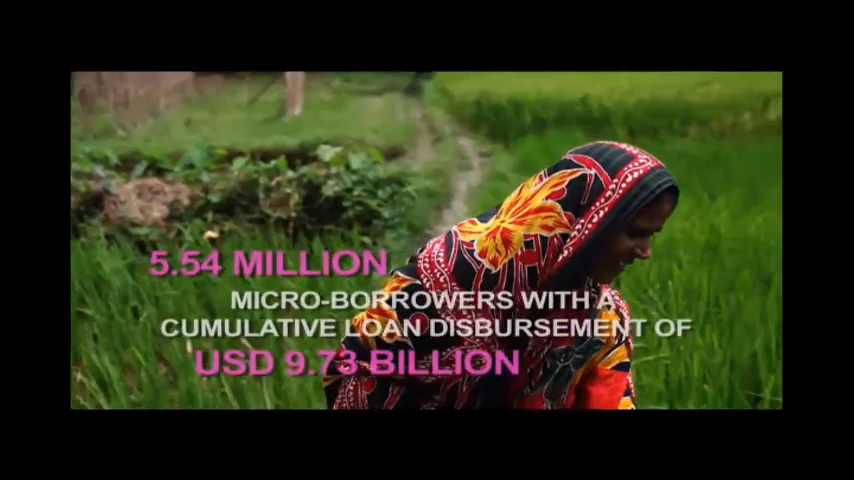 5.54 MILLION
MICRO-BORROWERS WITH A
CUMULATIVE LOAN DISBURSEMENT OF
USD 9.73 BILLION